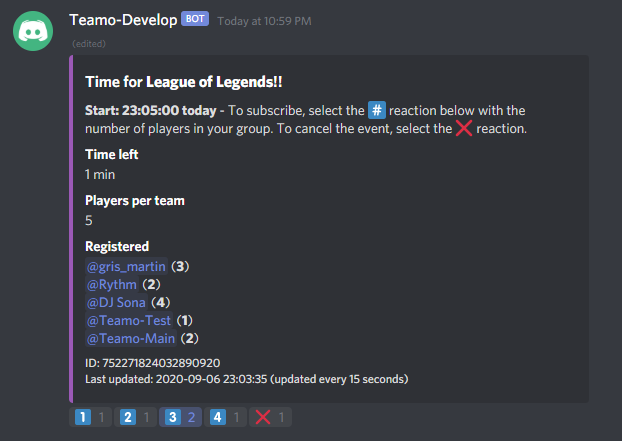 Teamo-Develop BOT Today at 10:59 PM
(edited)
Time for League of Legends!!
Start: 23:05:00 today - To subscribe, select the # reaction below with the
number of players in your group. To cancel the event, select the ❌ reaction.
Time left
1 min
Players per team
5
Registered
@gris_martin (3)
@Rythm (2)
@DJ Sona (4)
@Teamo-Test (1)
@Teamo-Main (2)
ID: 752271824032890920
Last updated: 2020-09-06 23:03:35 (updated every 15 seconds)
1 1 2 1 3 2 4 1 ❌ 1